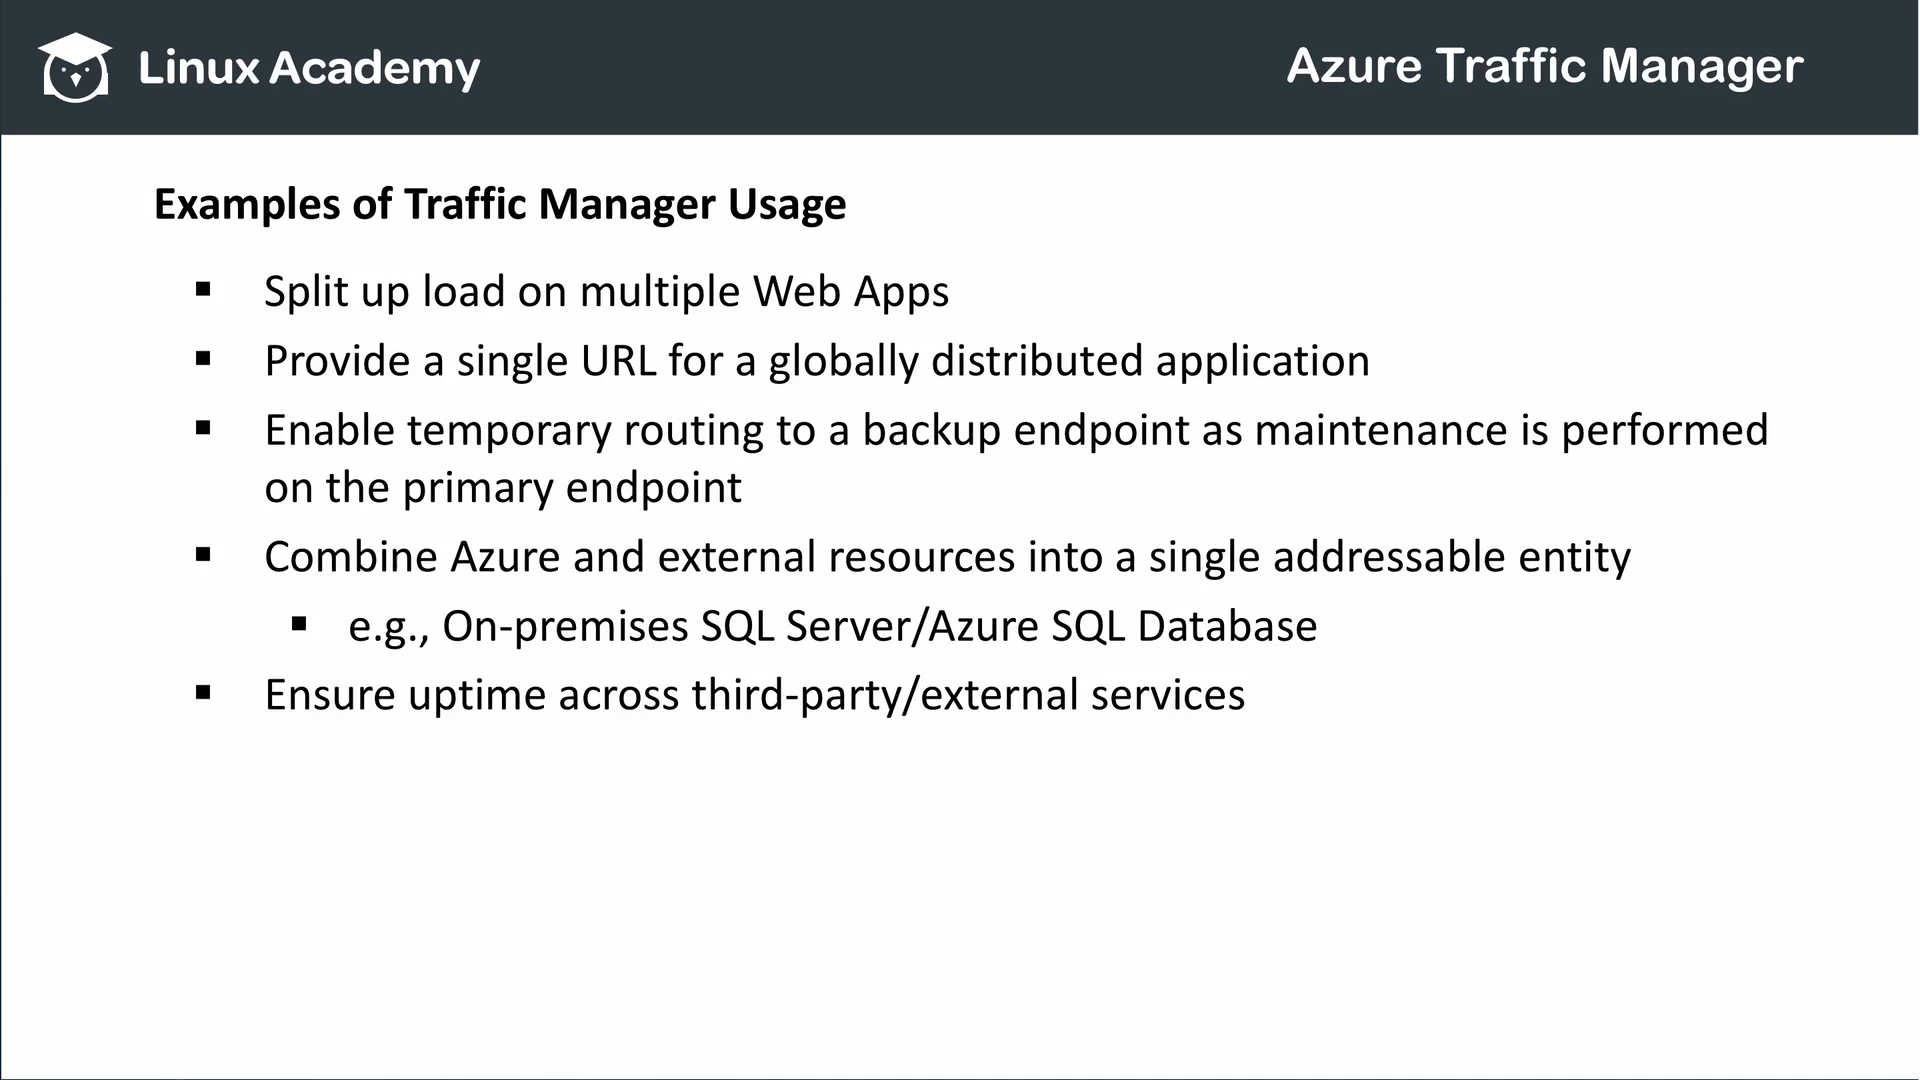 Linux Academy
Azure Traffic Manager
Examples of Traffic Manager Usage
▪ Split up load on multiple Web Apps
▪ Provide a single URL for a globally distributed application
▪ Enable temporary routing to a backup endpoint as maintenance is performed
on the primary endpoint
▪ Combine Azure and external resources into a single addressable entity
▪ e.g., On-premises SQL Server/Azure SQL Database
▪ Ensure uptime across third-party/external services